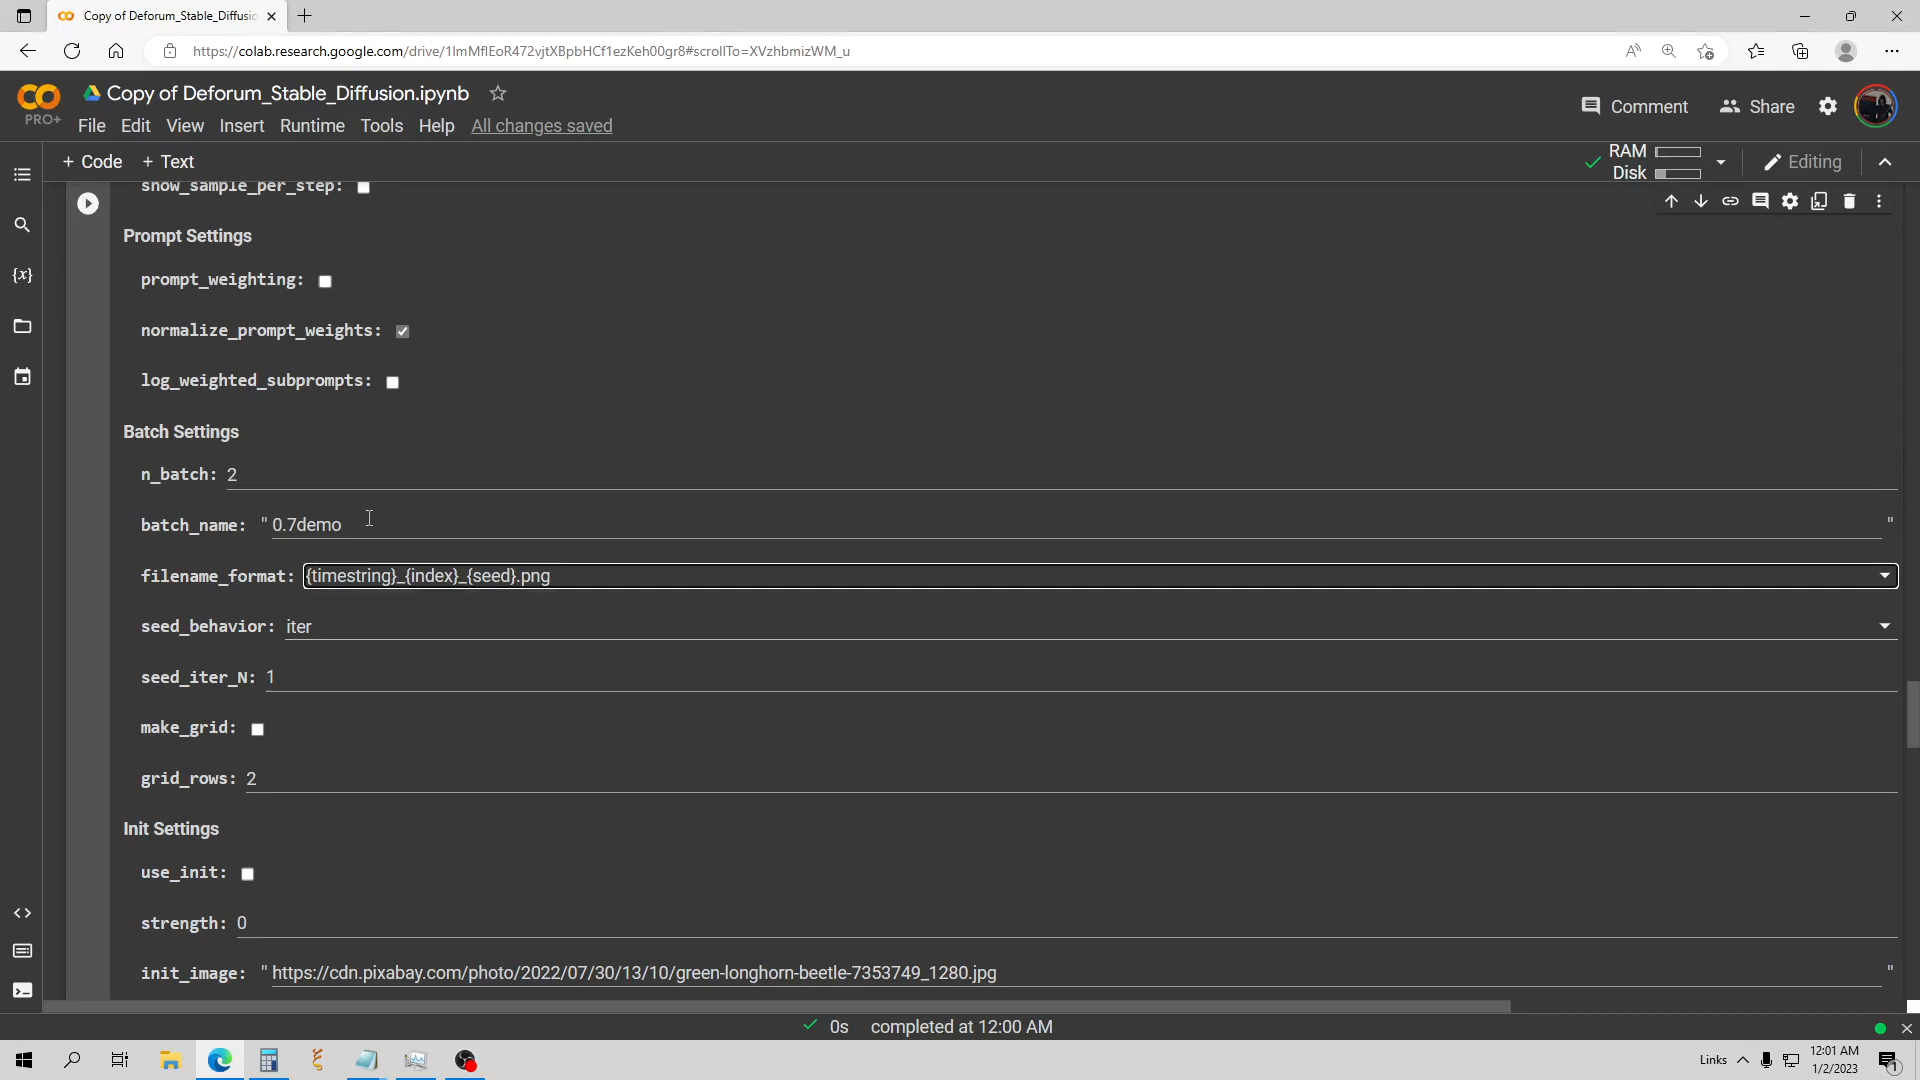 Copy of Deforum_Stable_Diffusic
https://colab.research.google.com/drive/1ImMflEoR472vjtXBpbHCf1ezKeh00gr8#scrollTo=XVzhbmizWM_u
PRO+
Copy of Deforum_Stable_Diffusion.ipynb
Comment
Share
File Edit View Insert Runtime Tools Help All changes saved
+ Code + Text
RAM
Disk
Editing
show_sample_per_step:
Prompt Settings
prompt_weighting:
normalize_prompt_weights:
log_weighted_subprompts:
Batch Settings
n_batch: 2
batch_name: " 0.7demo "
filename_format: {timestring}_{index}_{seed}.png
seed_behavior: iter
seed_iter_N: 1
make_grid:
grid_rows: 2
Init Settings
use_init:
strength: 0
init_image: " https://cdn.pixabay.com/photo/2022/07/30/13/10/green-longhorn-beetle-7353749_1280.jpg "
0s completed at 12:00 AM
Links
12:01 AM
1/2/2023
1